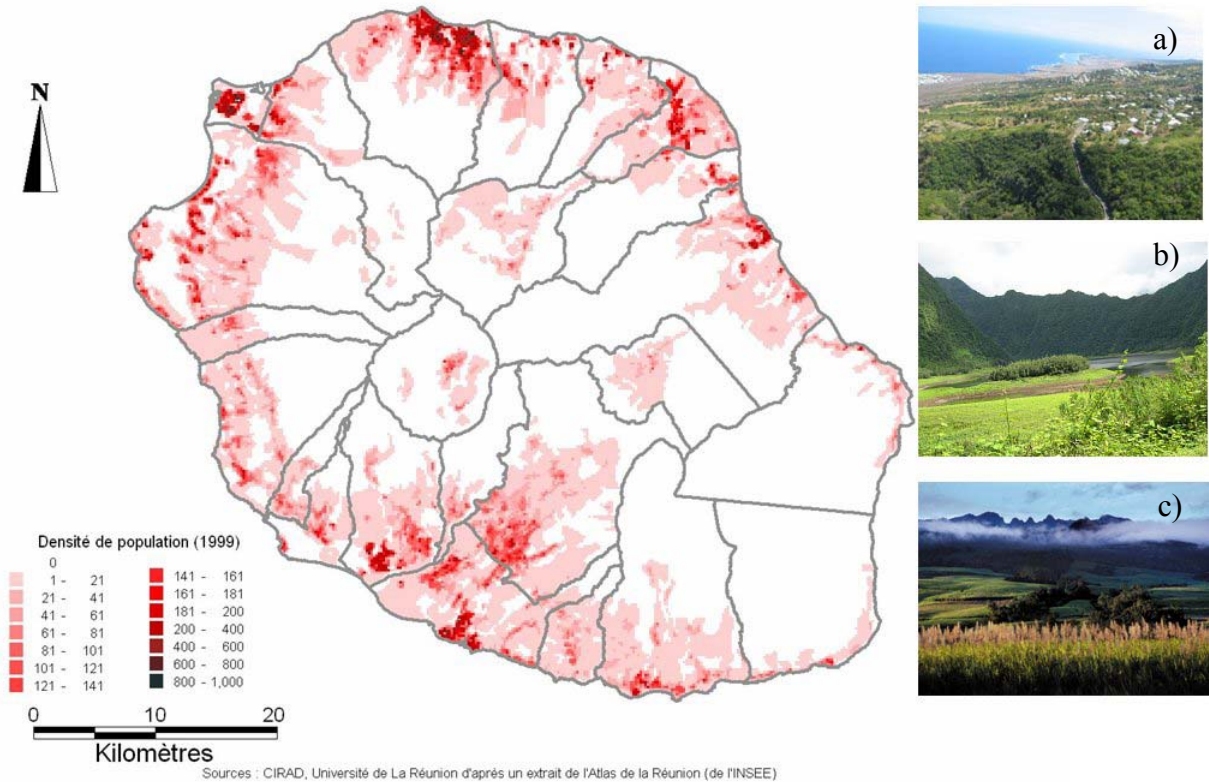 a)
N
b)
c)
Densité de population (1999)
0
1 - 21
21 - 41
41 - 61
61 - 81
81 - 101
101 - 121
121 - 141
141 - 161
161 - 181
181 - 200
200 - 400
400 - 600
600 - 800
800 - 1,000
0 10 20
Kilomètres
Sources : CIRAD, Université de La Réunion d'aprés un extrait de l'Atlas de la Réunion (de l'INSEE)